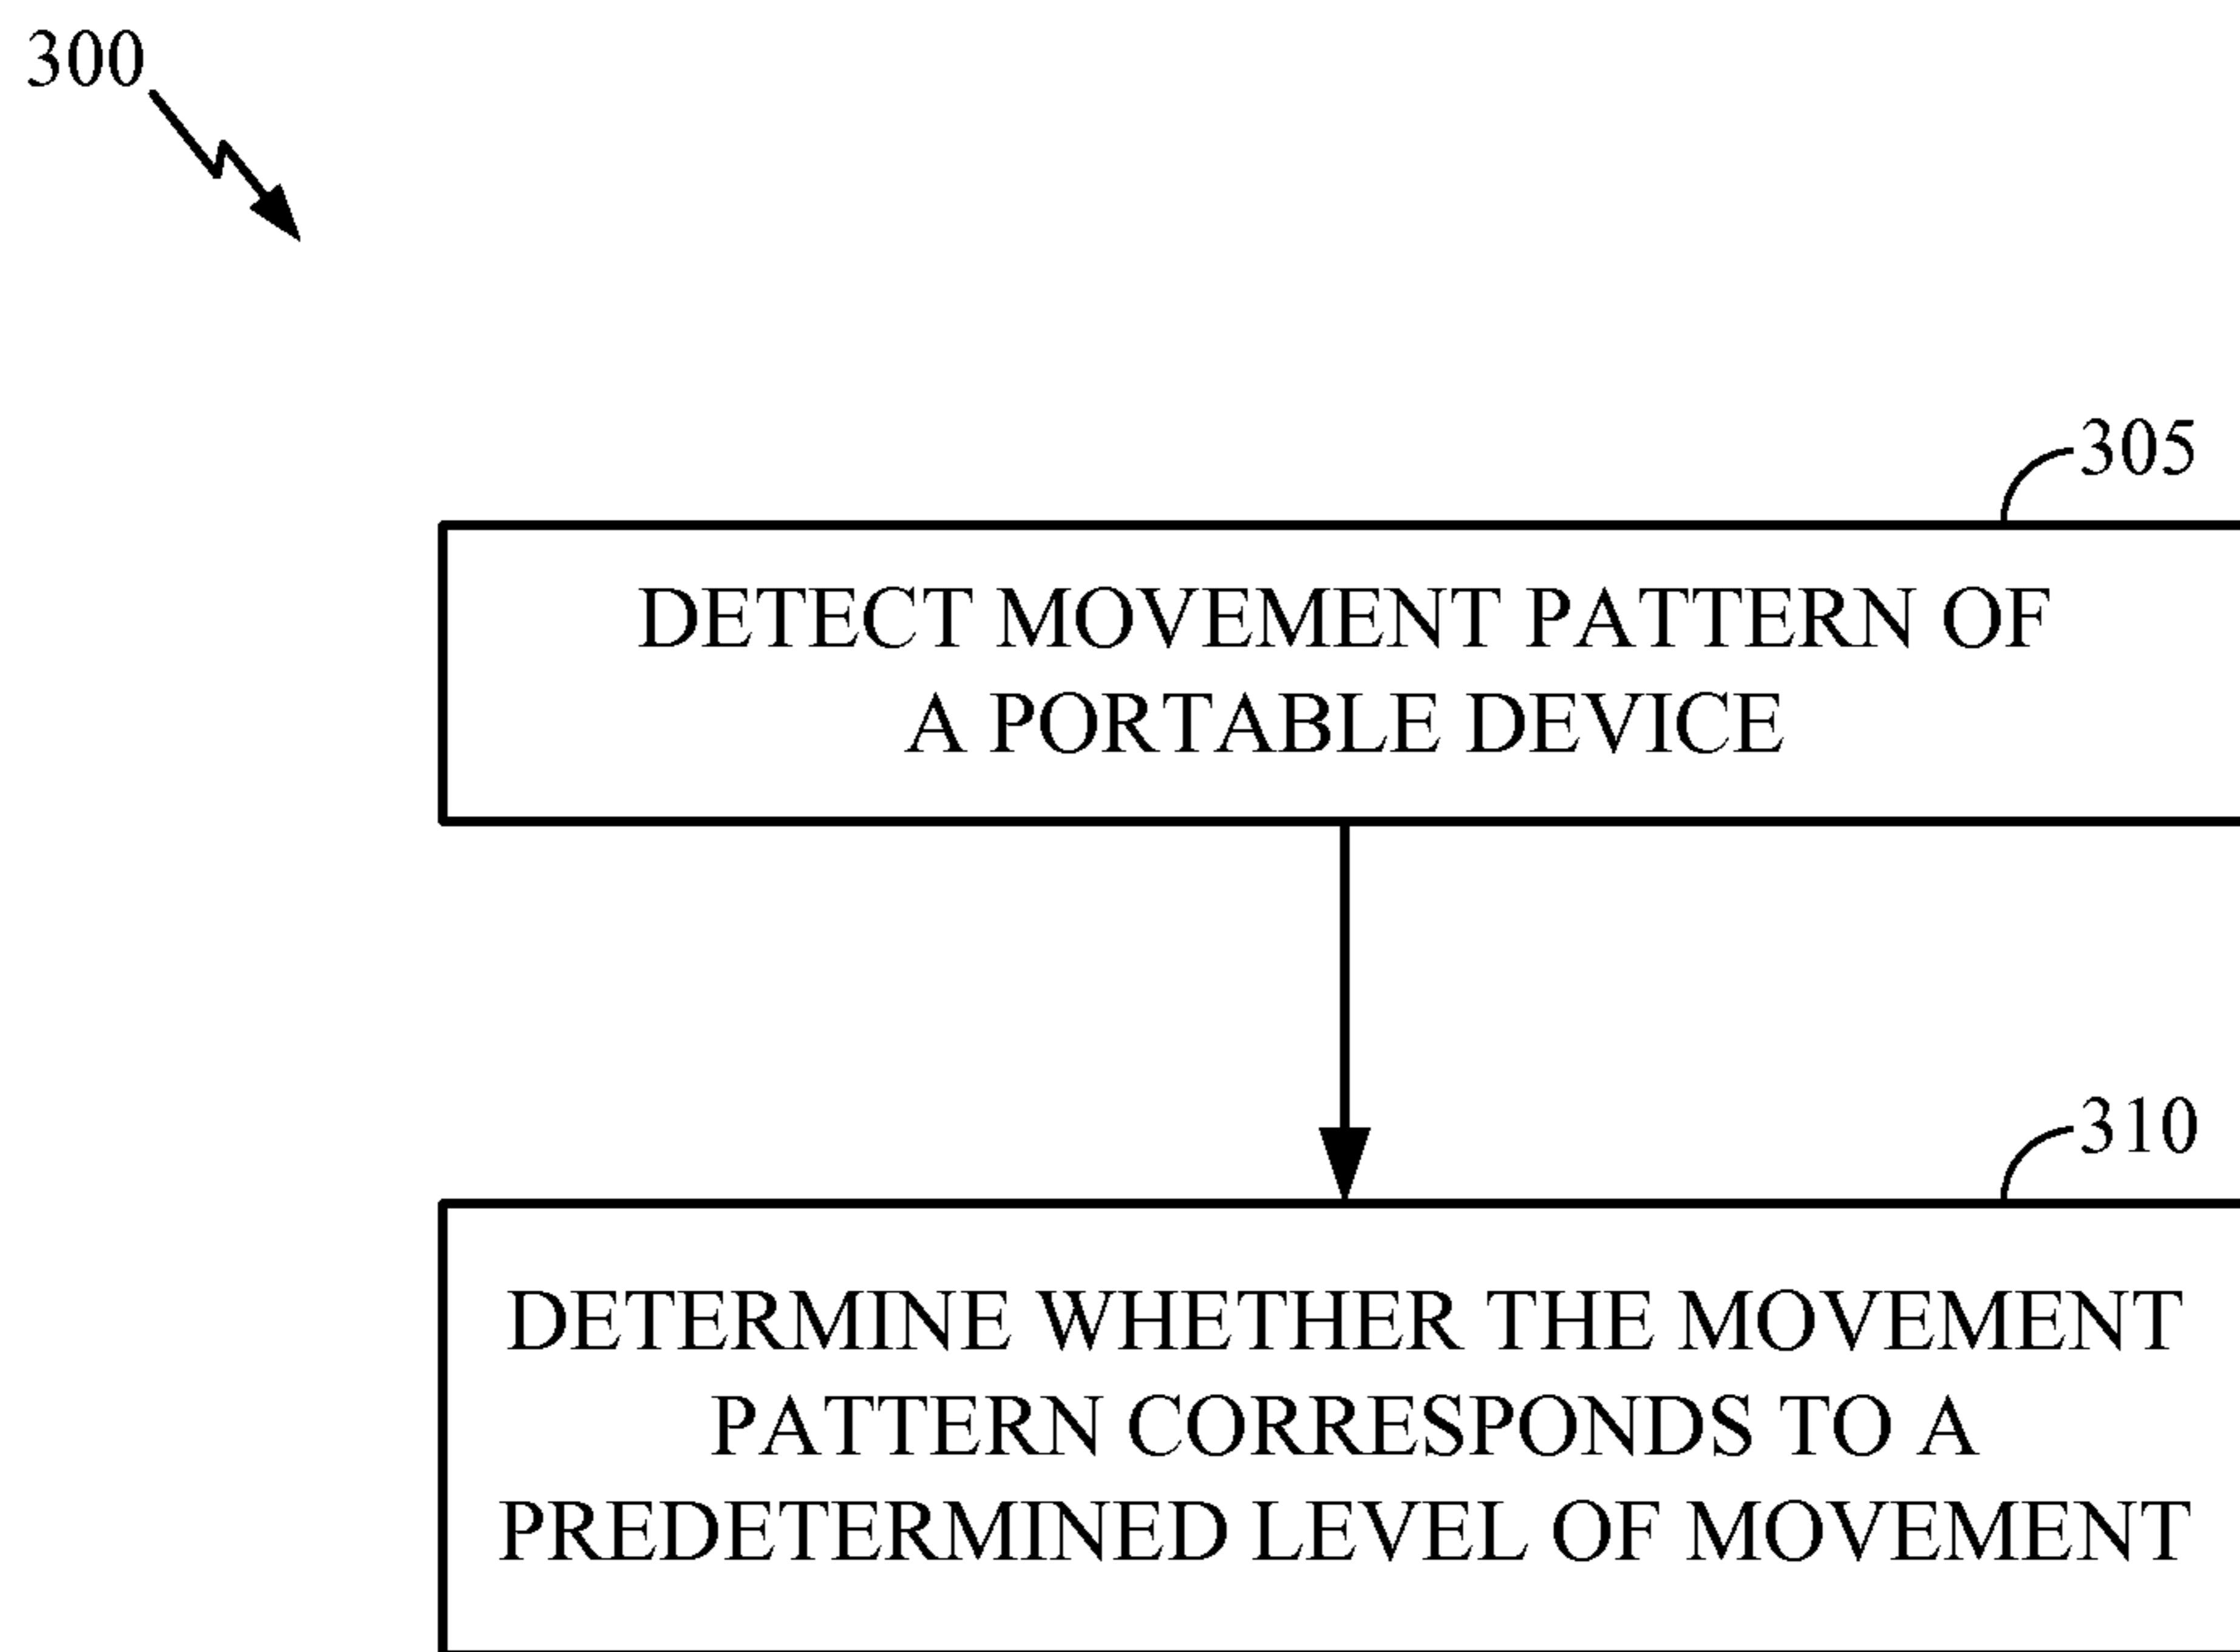 300
305
DETECT MOVEMENT PATTERN OF
A PORTABLE DEVICE
310
DETERMINE WHETHER THE MOVEMENT
PATTERN CORRESPONDS TO A
PREDETERMINED LEVEL OF MOVEMENT